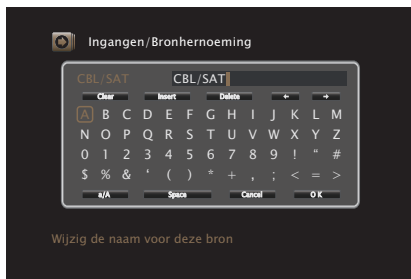 Ingangen/Bronhernoeming
CBL/SAT CBL/SAT
Clear Insert Delete ← →
A B C D E F G H I J K L M
N O P Q R S T U V W X Y Z
0 1 2 3 4 5 6 7 8 9 ! “ #
$ % & ‘ ( ) * + , ; < = >
a/A Space Cancel OK
Wijzig de naam voor deze bron